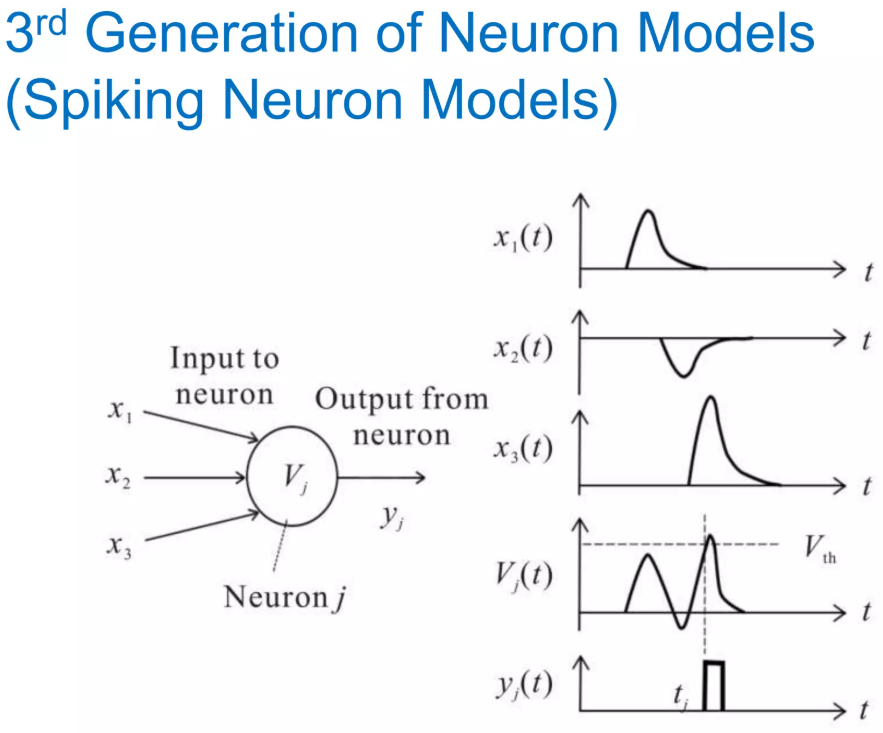 3rd Generation of Neuron Models
(Spiking Neuron Models)
Input to
neuron
x1
x2
x3
Vj
Output from
neuron
yj
Neuron j
x1(t)
t
x2(t)
t
x3(t)
t
Vj(t)
Vth
t
yj(t)
tj
t